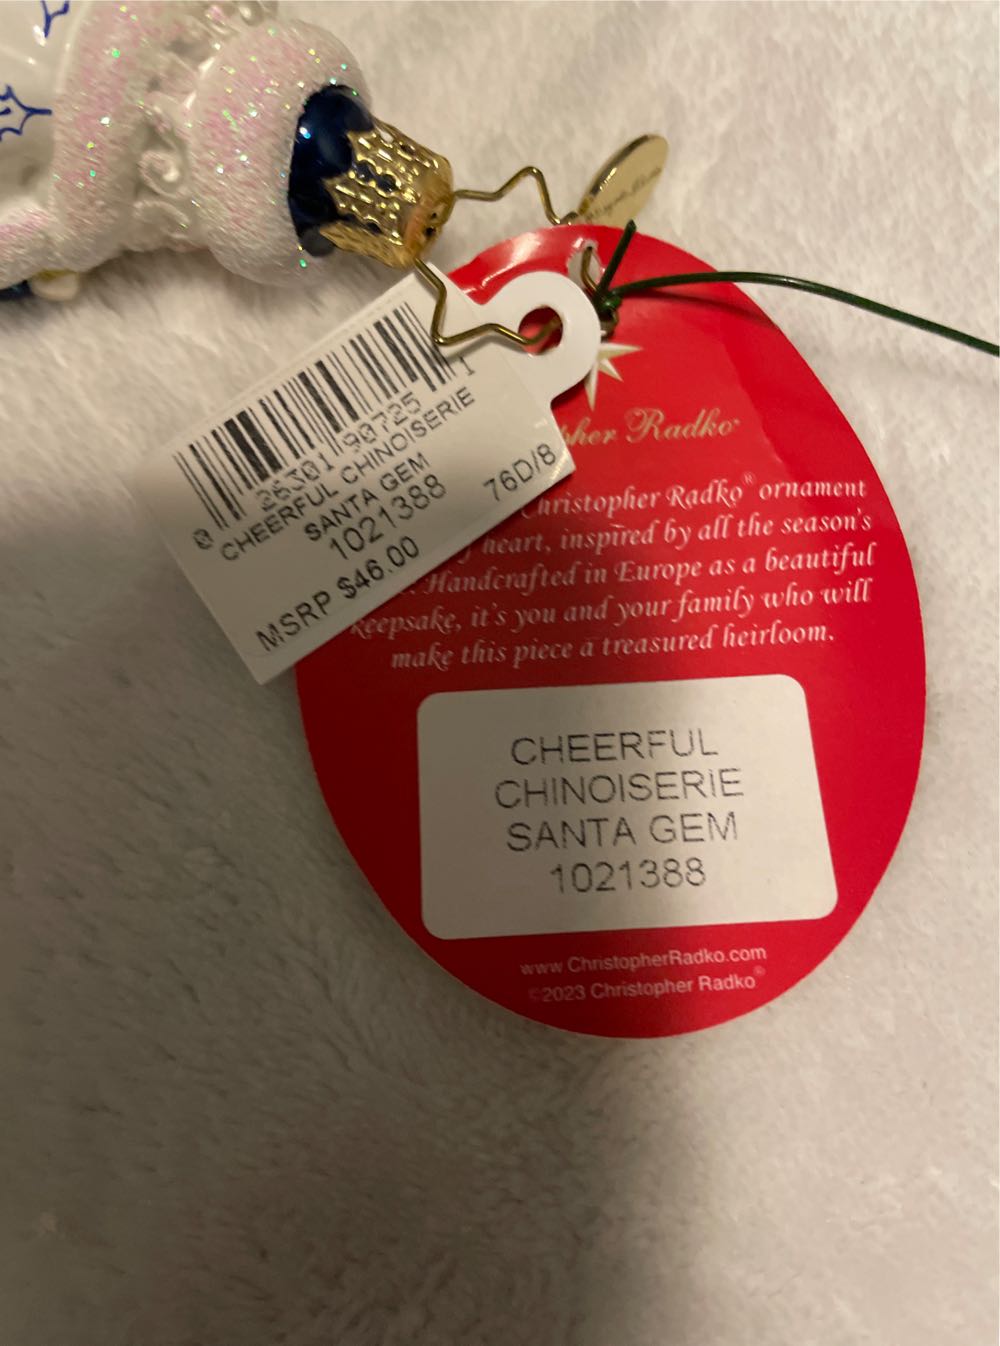 0 26301 90725 1
CHEERFUL CHINOISERIE
SANTA GEM
1021388
76D/8
MSRP $46.00
pher Radko
Christopher Radko® ornament
heart, inspired by all the season's
Handcrafted in Europe as a beautiful
keepsake, it's you and your family who will
make this piece a treasured heirloom.
CHEERFUL
CHINOISERIE
SANTA GEM
1021388
www ChristopherRadko.com
©2023 Christopher Radko®